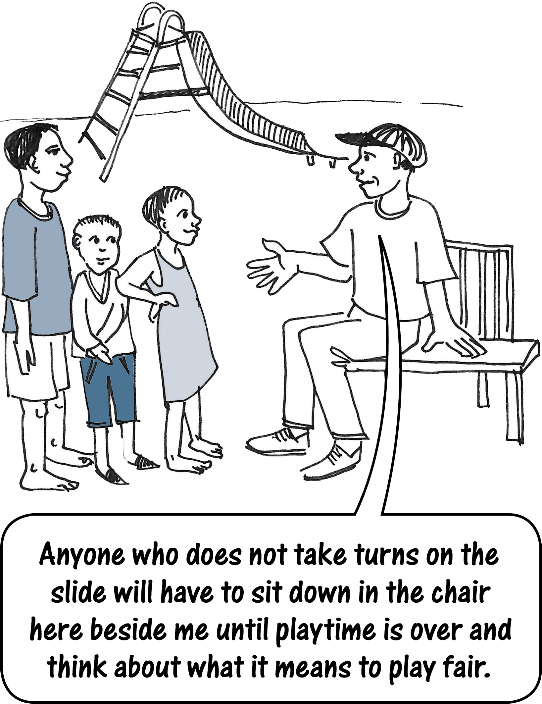 Anyone who does not take turns on the
slide will have to sit down in the chair
here beside me until playtime is over and
think about what it means to play fair.